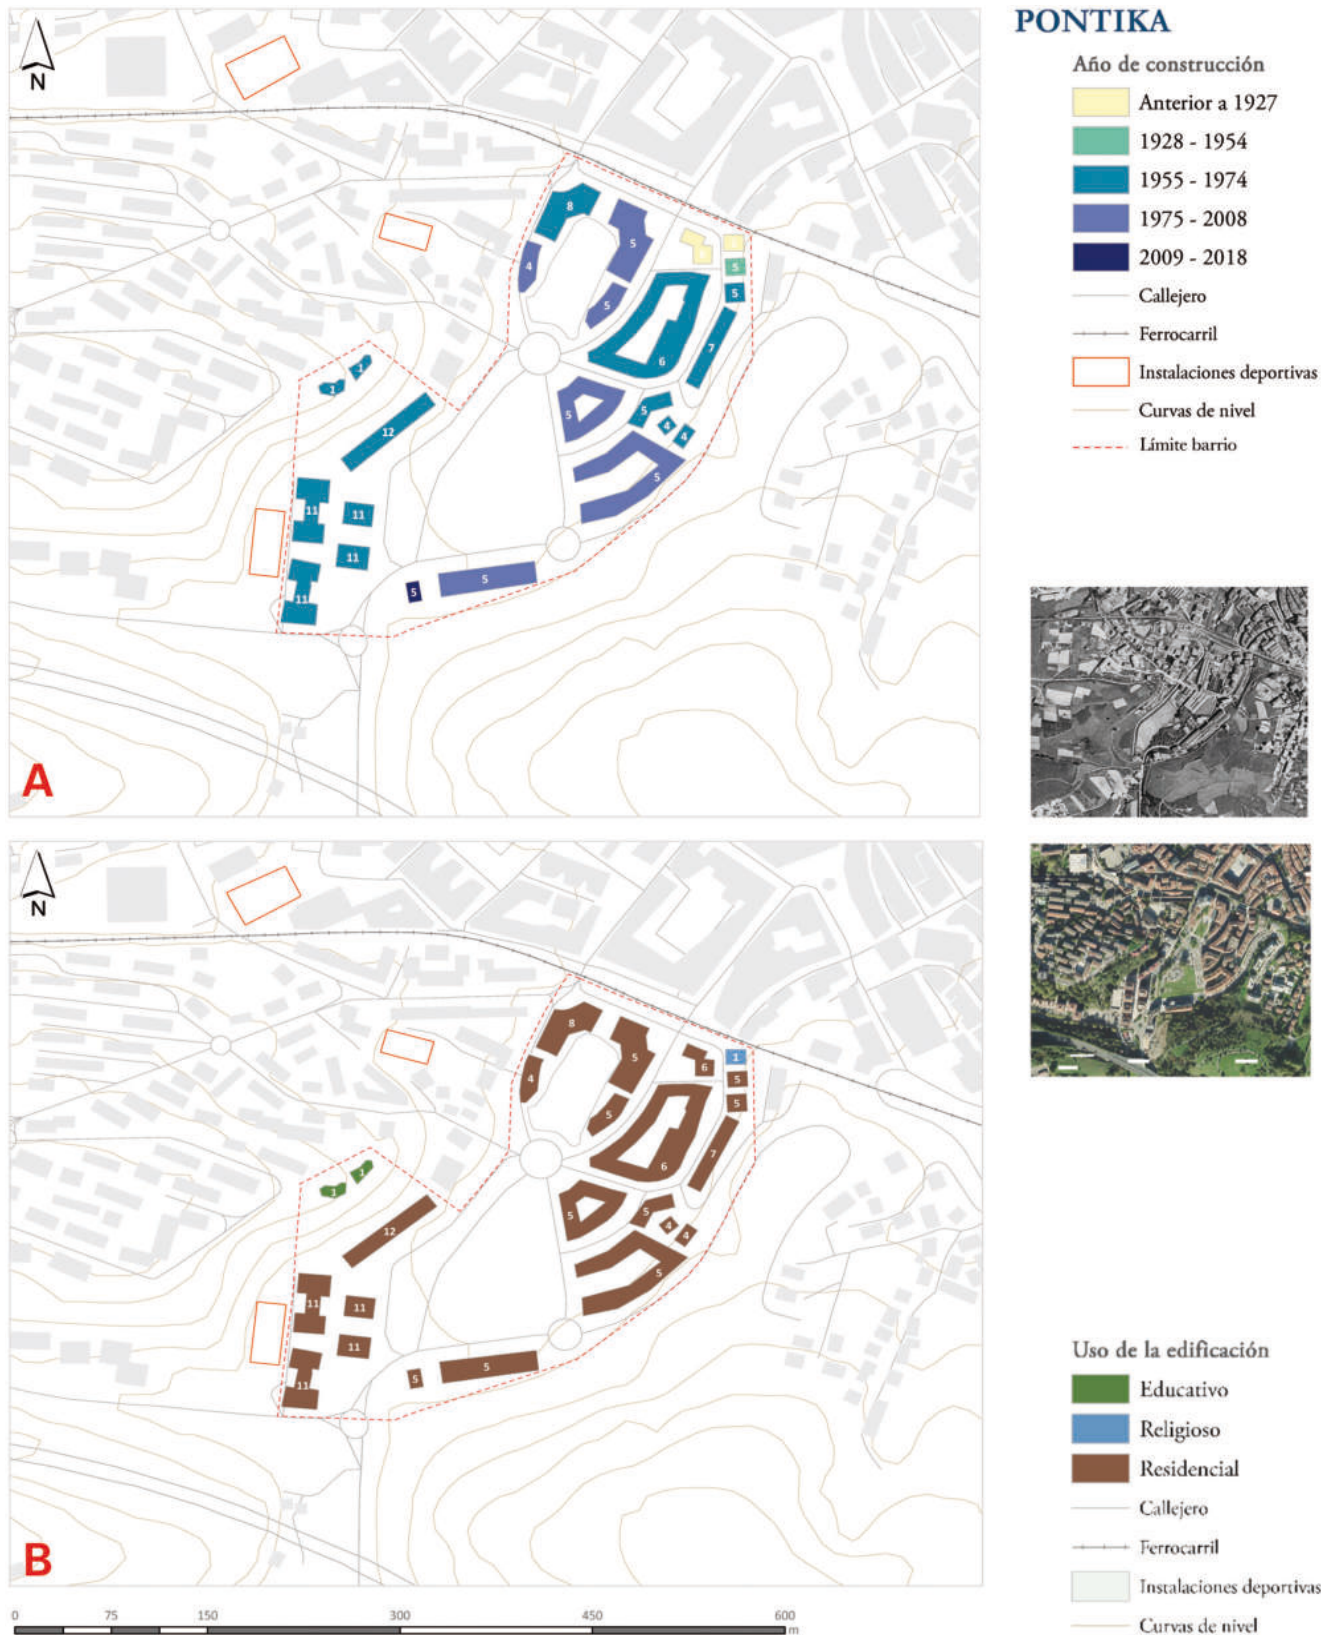 PONTIKA
Año de construcción
Anterior a 1927
1928 - 1954
1955 - 1974
1975 - 2008
2009 - 2018
Callejero
Ferrocarril
Instalaciones deportivas
Curvas de nivel
Límite barrio
N
8
5
4
5
5
5
6
7
1
1
5
5
4
4
12
5
11
11
11
11
5
5
A
N
8
5
1
6
5
4
5
5
6
7
1
1
5
5
4
4
12
5
11
11
11
11
5
5
B
Uso de la edificación
Educativo
Religioso
Residencial
Callejero
Ferrocarril
Instalaciones deportivas
Curvas de nivel
0 75 150 300 450 600
m